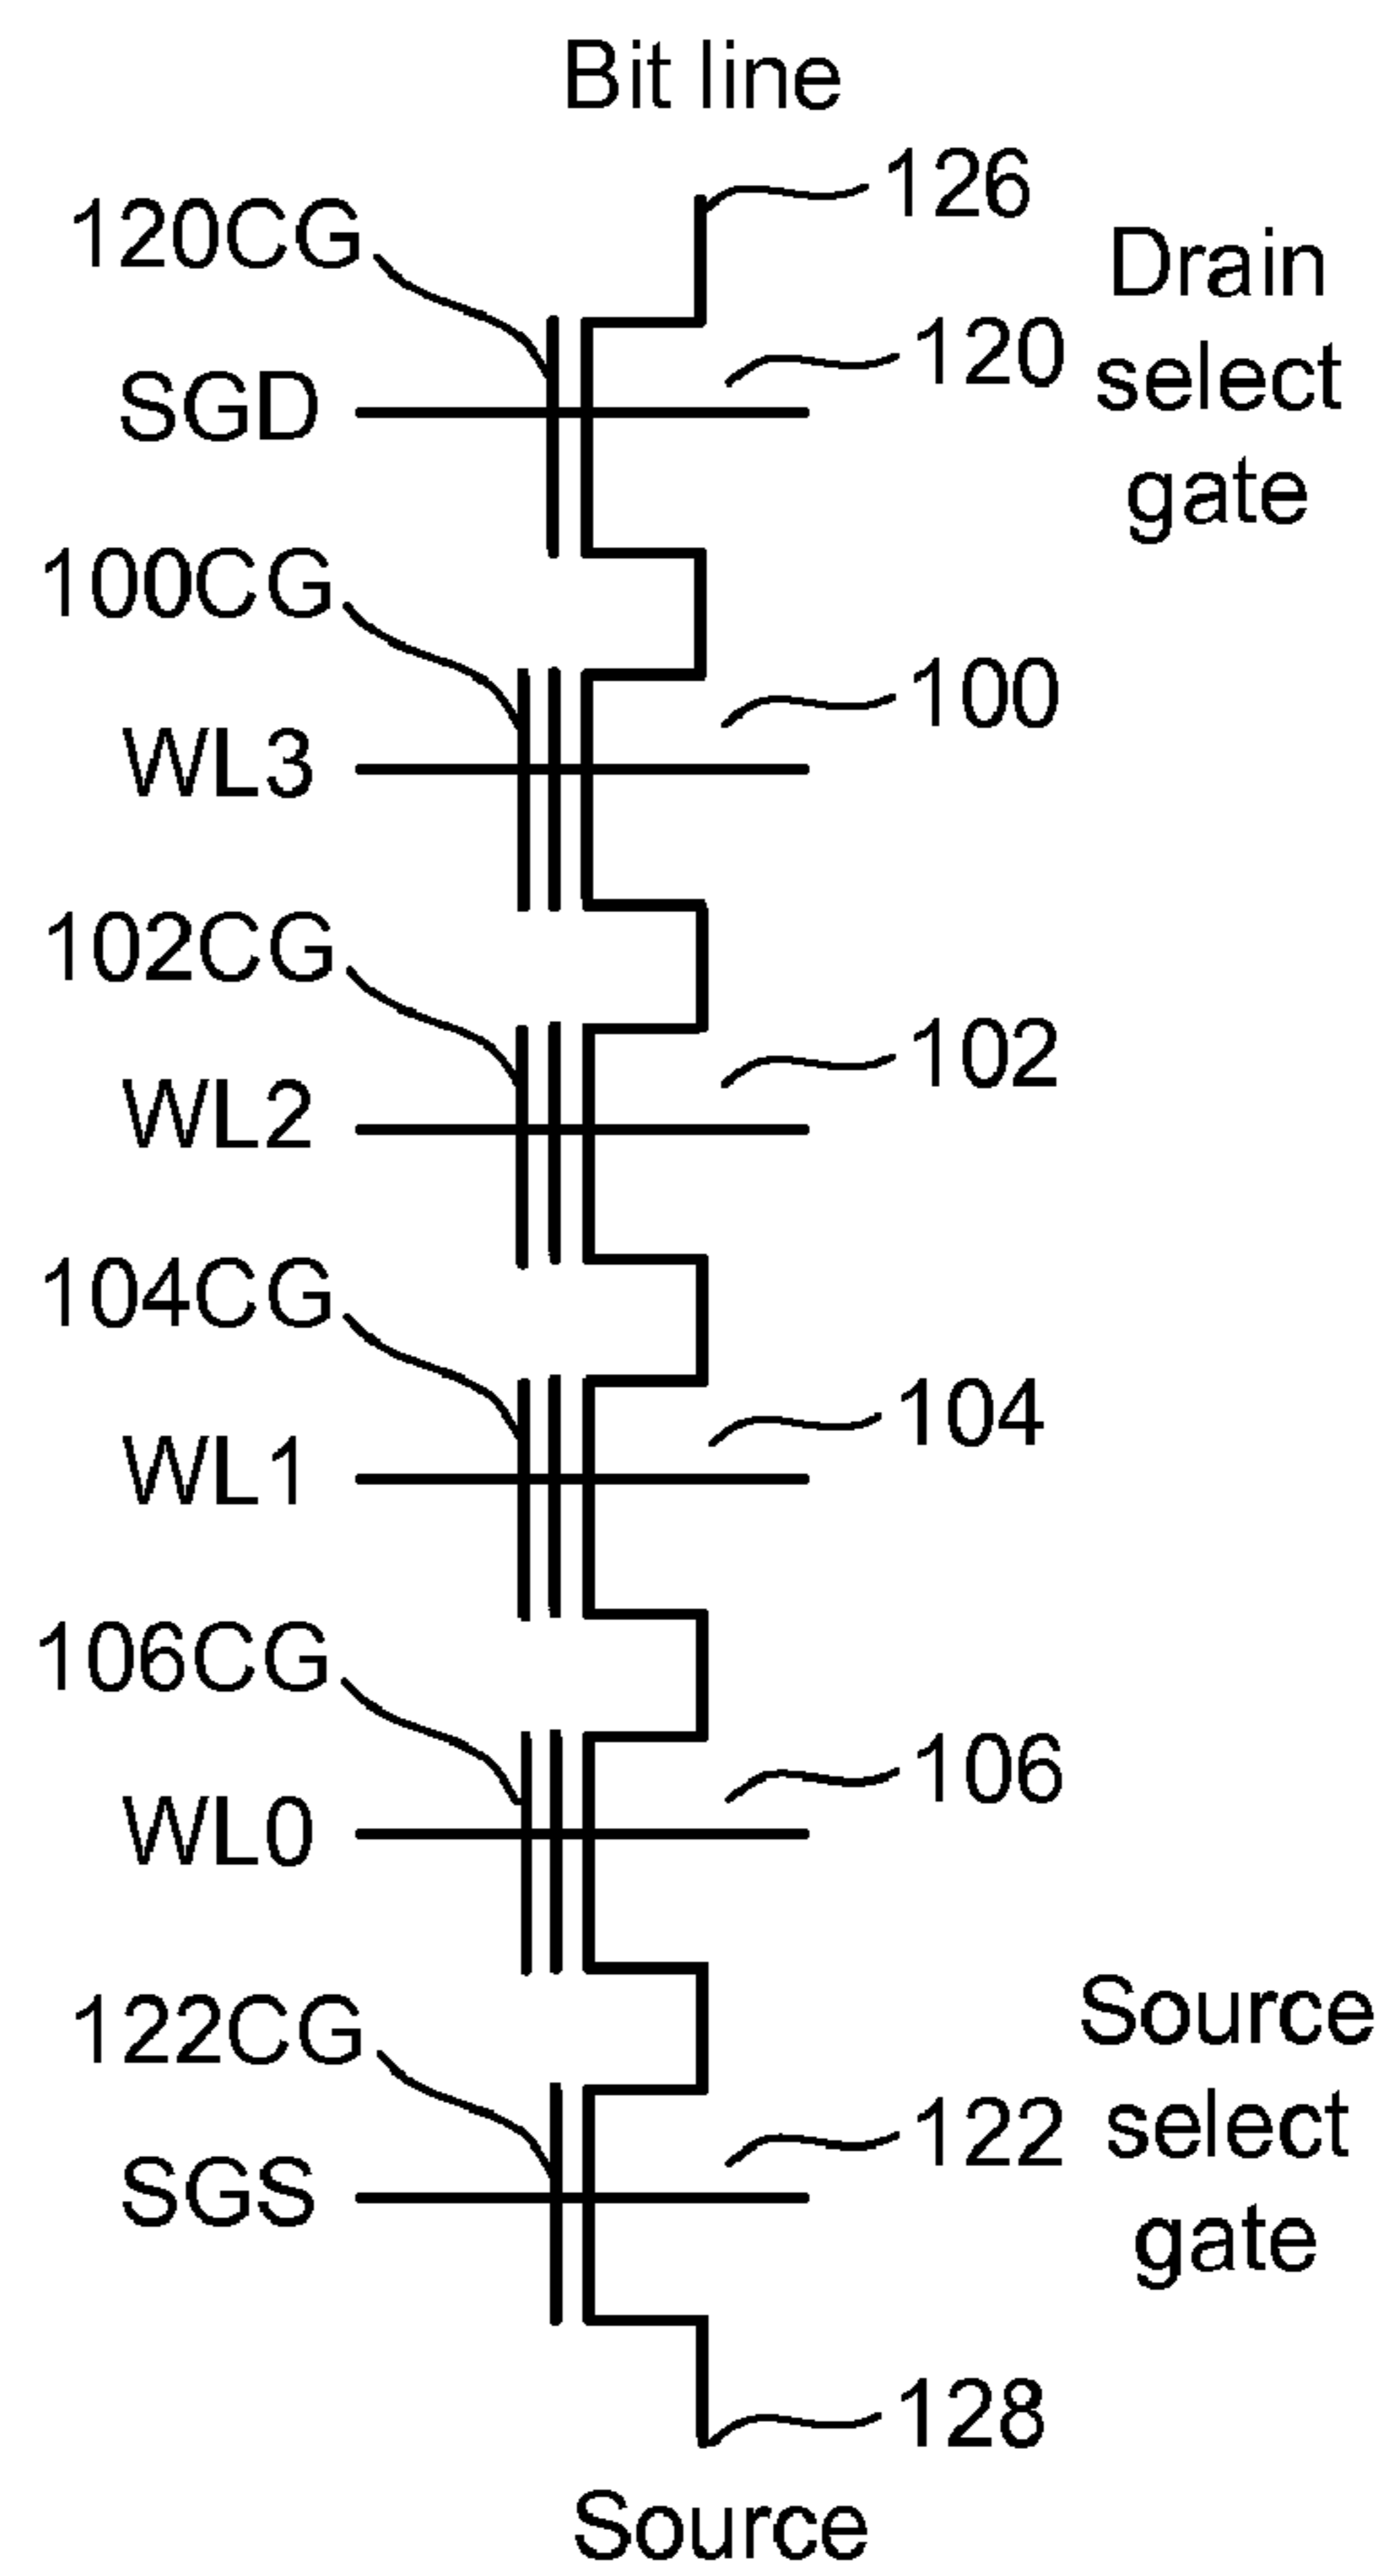 Bit line
126
120CG
Drain
select
gate
120
SGD
100CG
100
WL3
102CG
102
WL2
104CG
104
WL1
106CG
106
WL0
122CG
Source
select
gate
122
SGS
128
Source